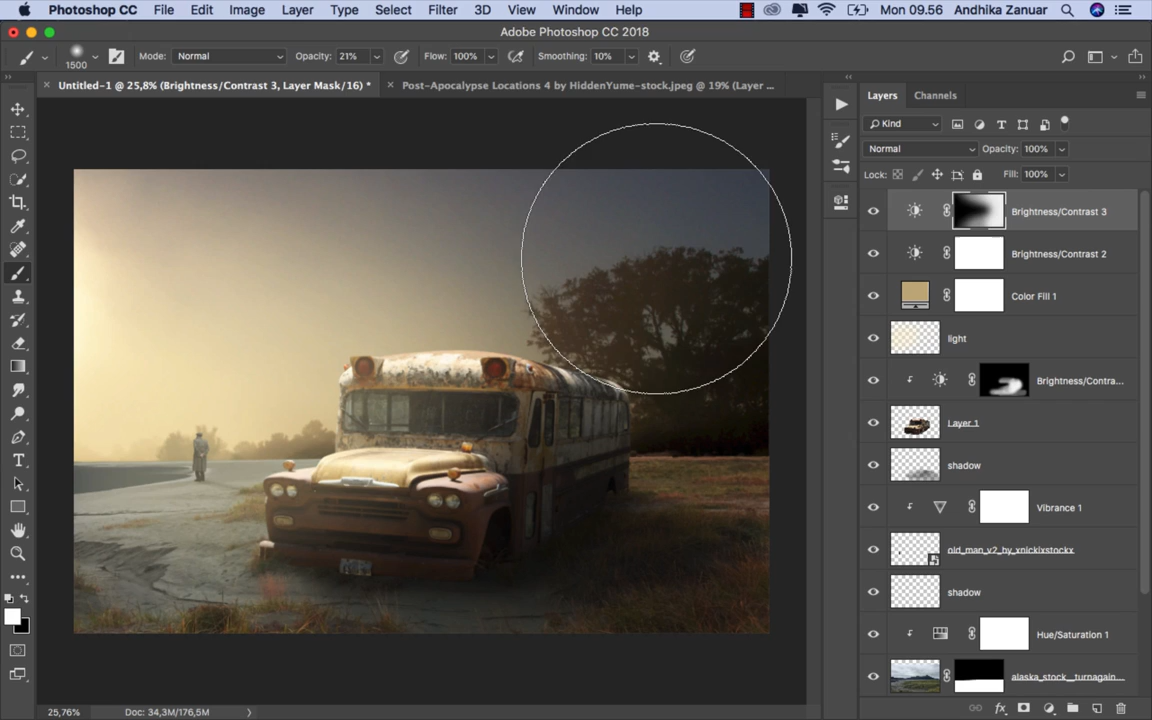 Photoshop CC File Edit Image Layer Type Select Filter 3D View Window Help Mon 09.56 Andhika Zanuar
Adobe Photoshop CC 2018
1500 Mode: Normal Opacity: 21% Flow: 100% Smoothing: 10%
Untitled-1 @ 25,8% (Brightness/Contrast 3, Layer Mask/16) * Post-Apocalypse Locations 4 by HiddenYume-stock.jpeg @ 19% (Layer ...
Layers Channels
Kind
Normal Opacity: 100%
Lock: Fill: 100%
Brightness/Contrast 3
Brightness/Contrast 2
Color Fill 1
light
Brightness/Contra...
Layer 1
shadow
Vibrance 1
old_man_v2_by_xnickixstockx
shadow
Hue/Saturation 1
alaska_stock__turnagain...
25,76% Doc: 34,3M/176,5M